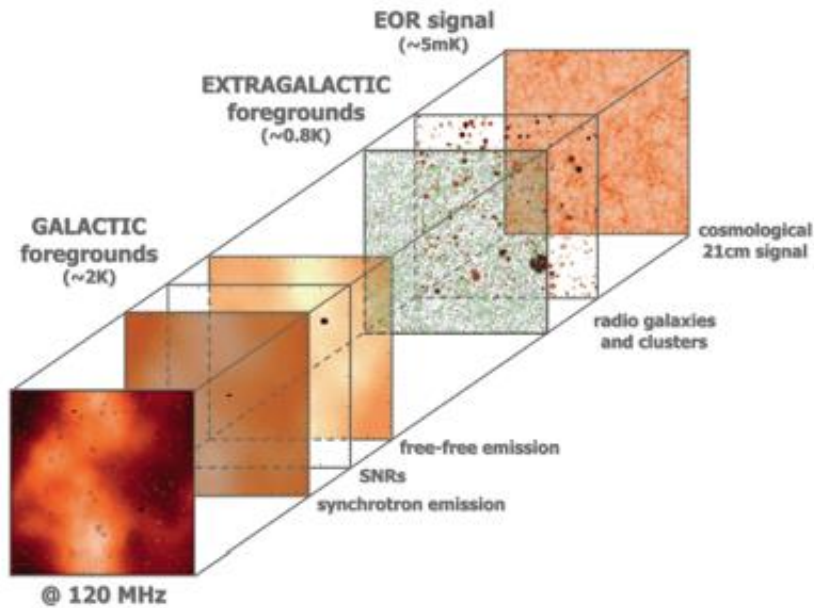 EOR signal
(~5mK)
EXTRAGALACTIC
foregrounds
(~0.8K)
GALACTIC
foregrounds
(~2K)
cosmological
21cm signal
radio galaxies
and clusters
free-free emission
SNRs
synchrotron emission
@ 120 MHz